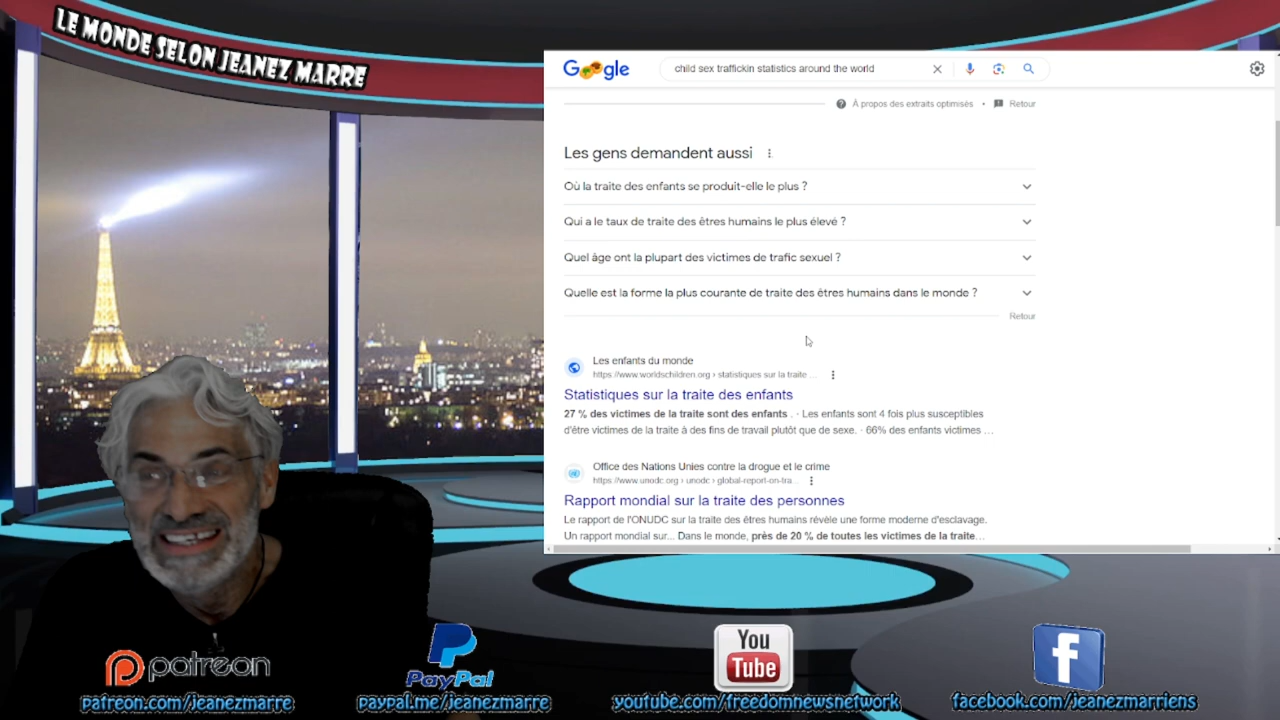 LE MONDE SELON JEANEZ MARRE
Google
child sex traffickin statistics around the world
À propos des extraits optimisés • Retour
Les gens demandent aussi
Où la traite des enfants se produit-elle le plus ?
Qui a le taux de traite des êtres humains le plus élevé ?
Quel âge ont la plupart des victimes de trafic sexuel ?
Quelle est la forme la plus courante de traite des êtres humains dans le monde ?
Retour
Les enfants du monde
https://www.worldschildren.org › statistiques sur la traite ...
Statistiques sur la traite des enfants
27 % des victimes de la traite sont des enfants . · Les enfants sont 4 fois plus susceptibles
d'être victimes de la traite à des fins de travail plutôt que de sexe. · 66% des enfants victimes ...
Office des Nations Unies contre la drogue et le crime
https://www.unodc.org › unodc › global-report-on-tra...
Rapport mondial sur la traite des personnes
Le rapport de l'ONUDC sur la traite des êtres humains révèle une forme moderne d'esclavage.
Un rapport mondial sur... Dans le monde, près de 20 % de toutes les victimes de la traite...
patreon
PayPal
You
Tube
f
patreon.com/jeanezmarre
paypal.me/jeanezmarre
youtube.com/freedomnewsnetwork
facebook.com/jeanezmarriens